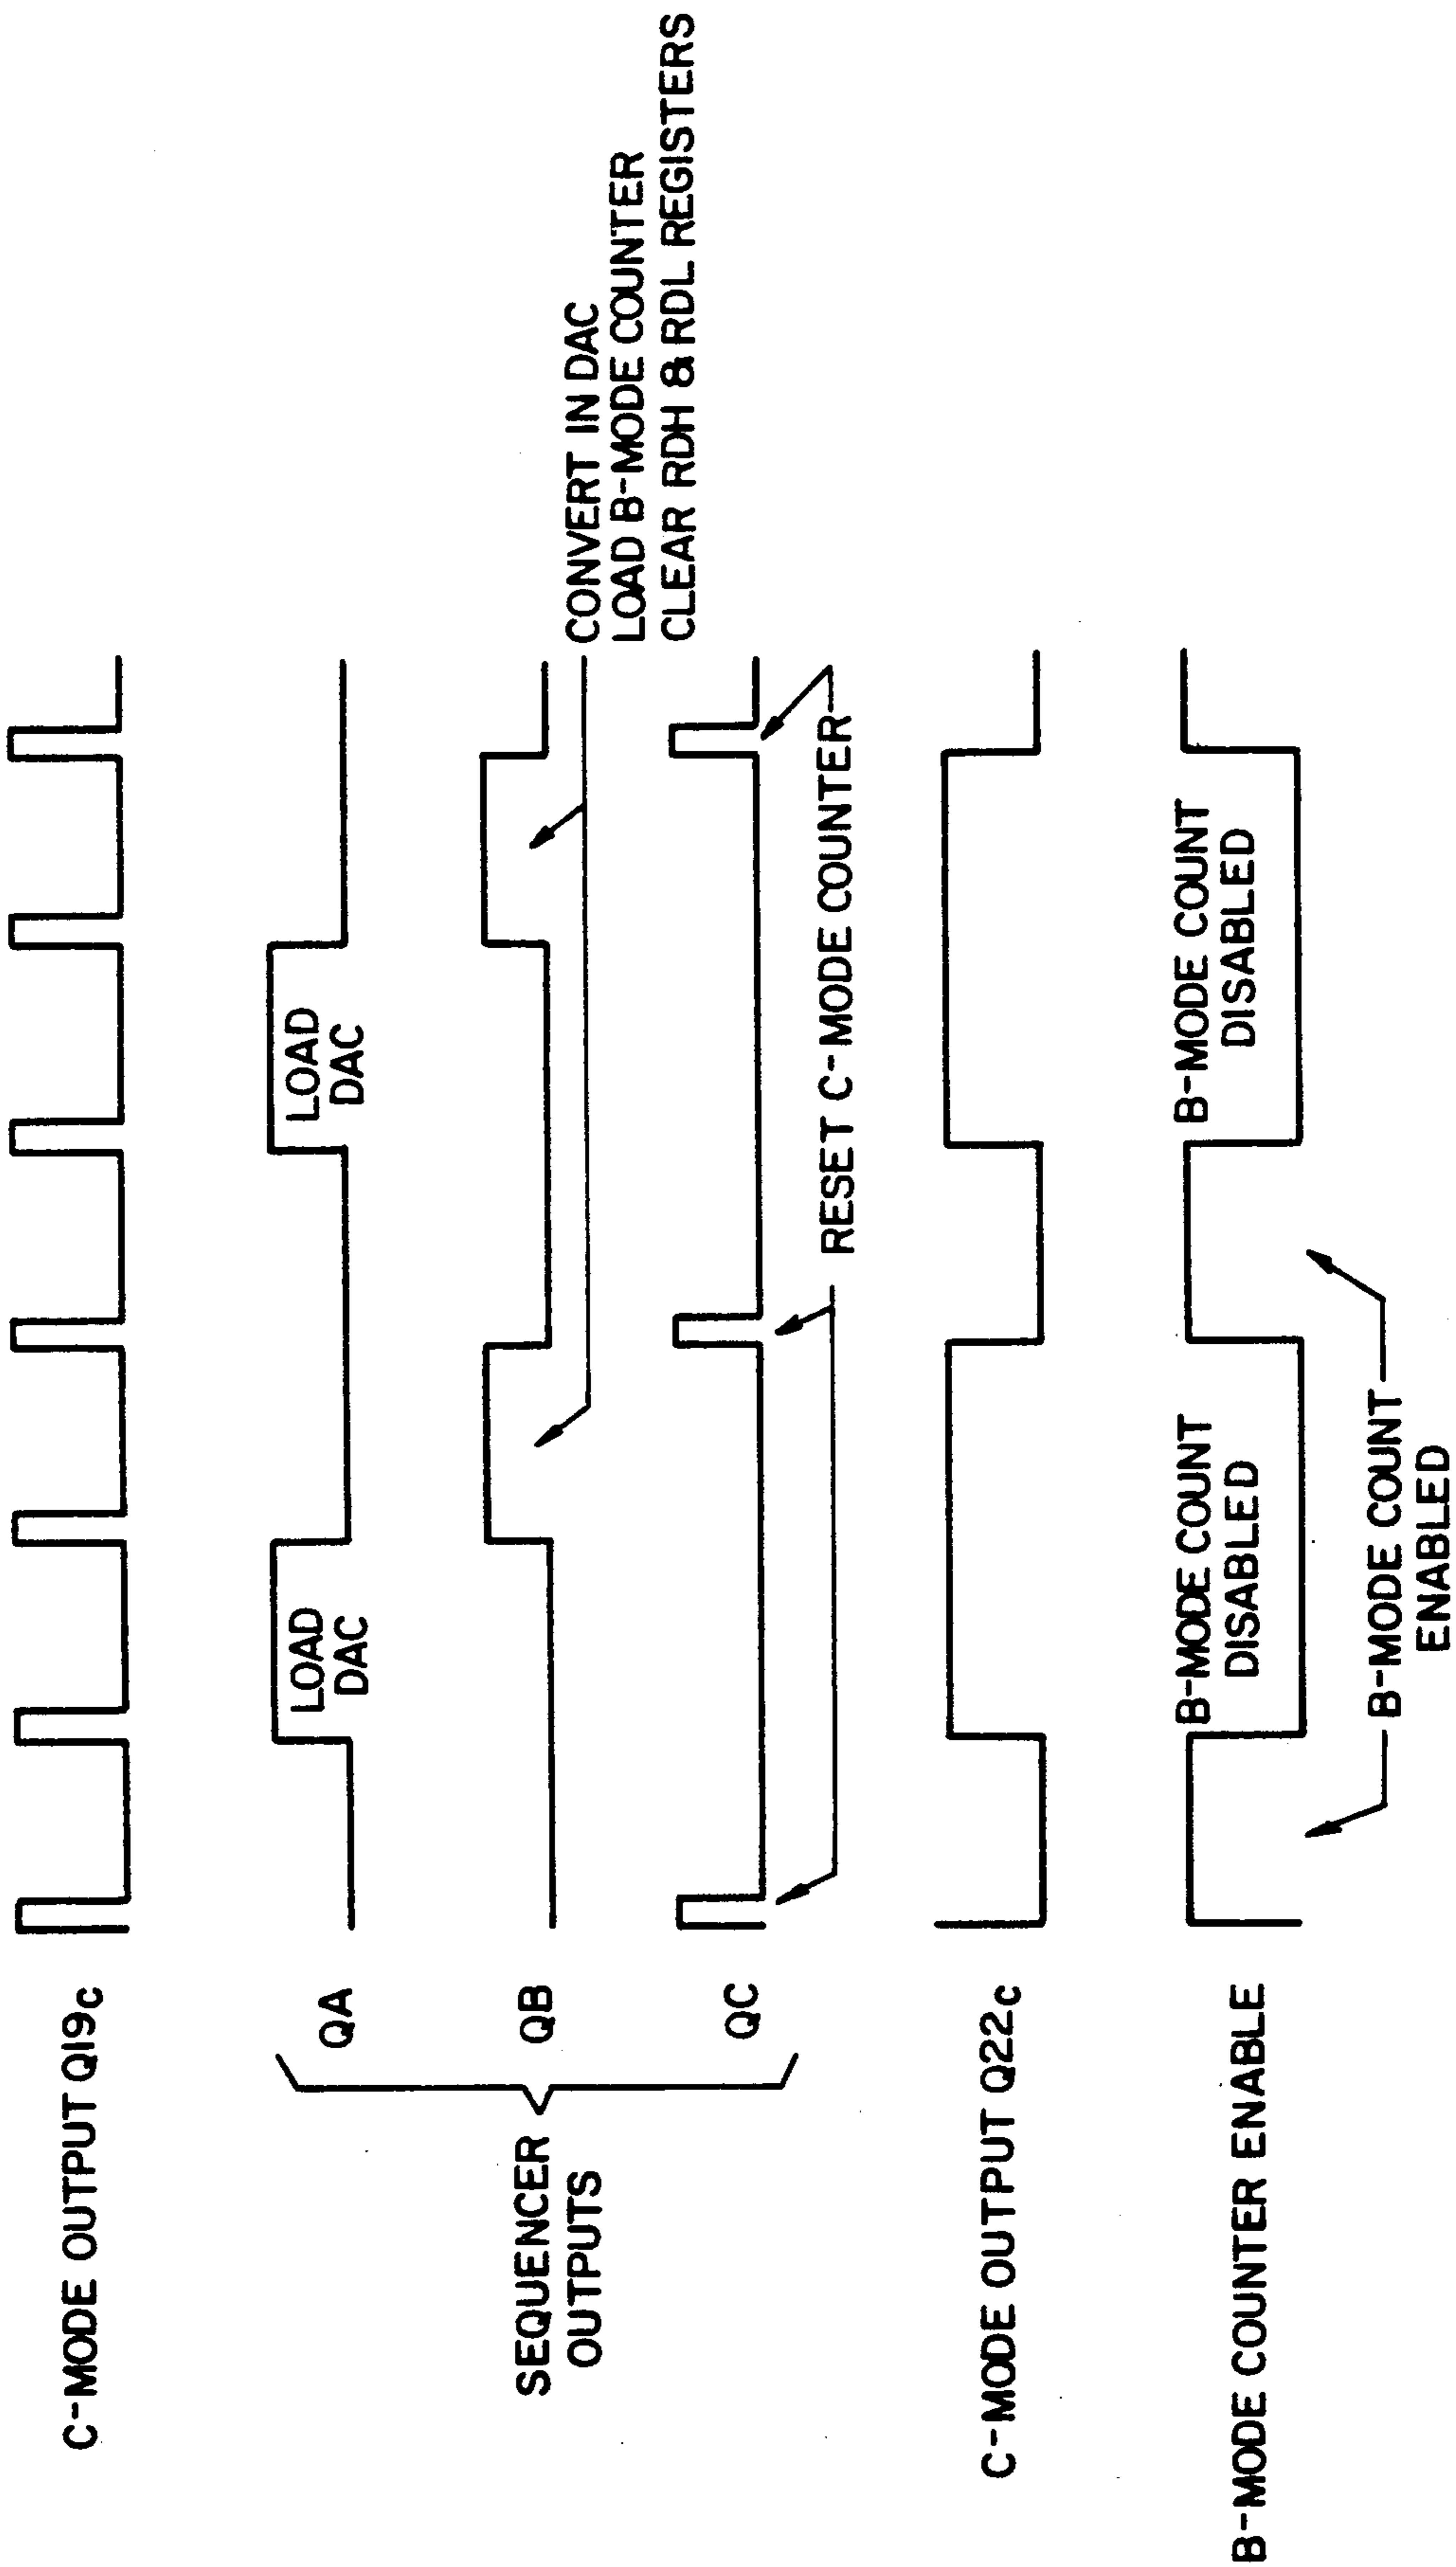 C-MODE OUTPUT Q19c
SEQUENCER
OUTPUTS
QA
LOAD
DAC
LOAD
DAC
QB
CONVERT IN DAC
LOAD B-MODE COUNTER
CLEAR RDH & RDL REGISTERS
QC
RESET C-MODE COUNTER
C-MODE OUTPUT Q22c
B-MODE COUNTER ENABLE
B-MODE COUNT
DISABLED
B-MODE COUNT
DISABLED
B-MODE COUNT
ENABLED